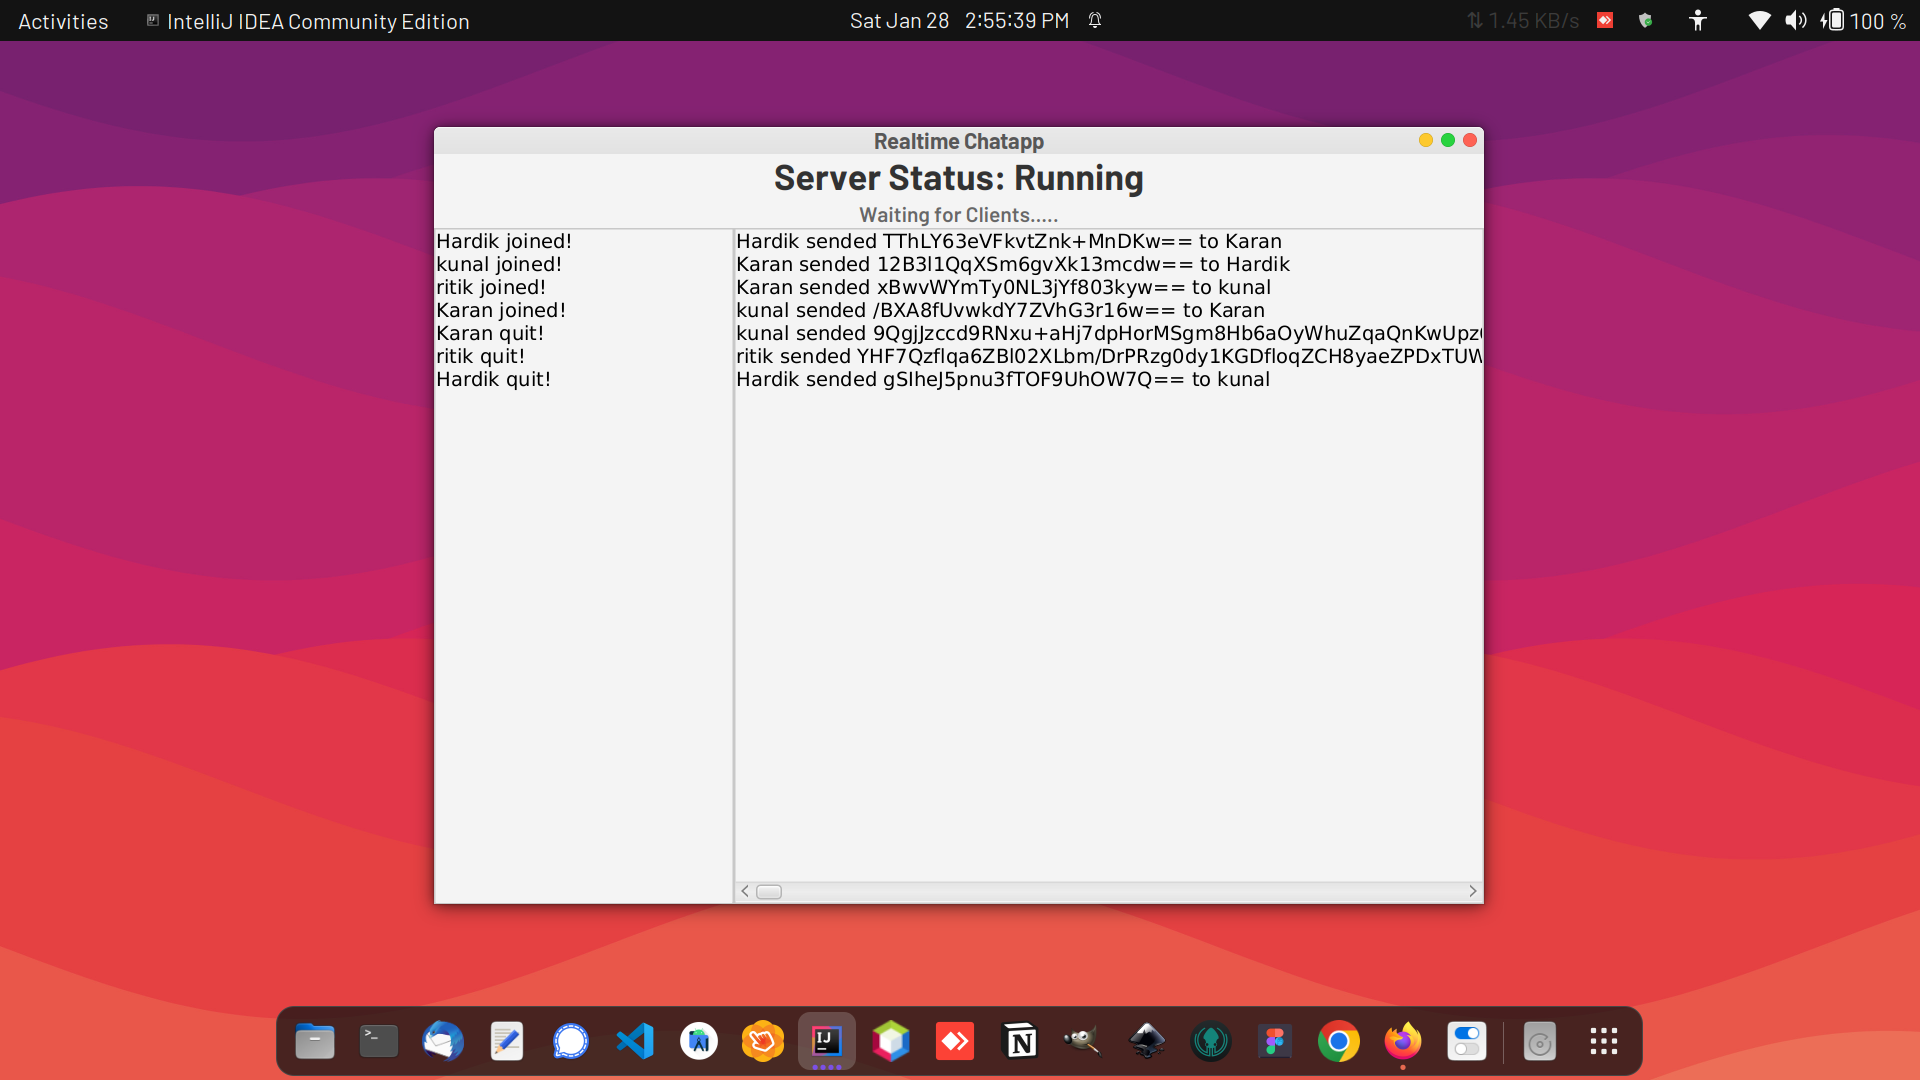 Activities
IntelliJ IDEA Community Edition
Sat Jan 28 2:55:39 PM
1.45 KB/s
100 %
Realtime Chatapp
Server Status: Running
Waiting for Clients.....
Hardik joined!
kunal joined!
ritik joined!
Karan joined!
Karan quit!
ritik quit!
Hardik quit!
Hardik sended TThLY63eVFkvtZnk+MnDKw== to Karan
Karan sended 12B3l1QqXSm6gvXk13mcdw== to Hardik
Karan sended xBwvWYmTy0NL3jYf803kyw== to kunal
kunal sended /BXA8fUvwkdY7ZVhG3r16w== to Karan
kunal sended 9QgjJzccd9RNxu+aHj7dpHorMSgm8Hb6aOyWhuZqaQnKwUpz
ritik sended YHF7Qzflqa6ZBl02XLbm/DrPRzg0dy1KGDfloqZCH8yaeZPDxTUW
Hardik sended gSIheJ5pnu3fTOF9UhOW7Q== to kunal